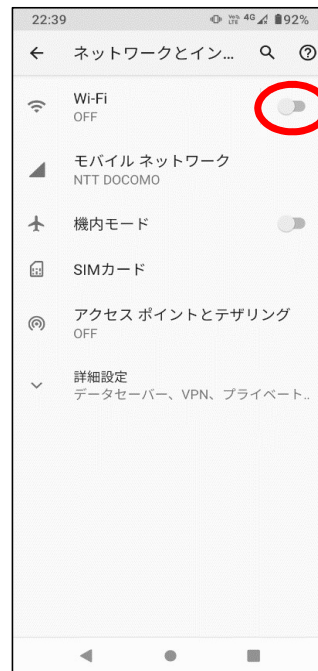 22:39 VoLTE 4G 92%
ネットワークとイン…
Wi-Fi
OFF
モバイル ネットワーク
NTT DOCOMO
機内モード
SIMカード
アクセス ポイントとテザリング
OFF
詳細設定
データセーバー、VPN、プライベート..